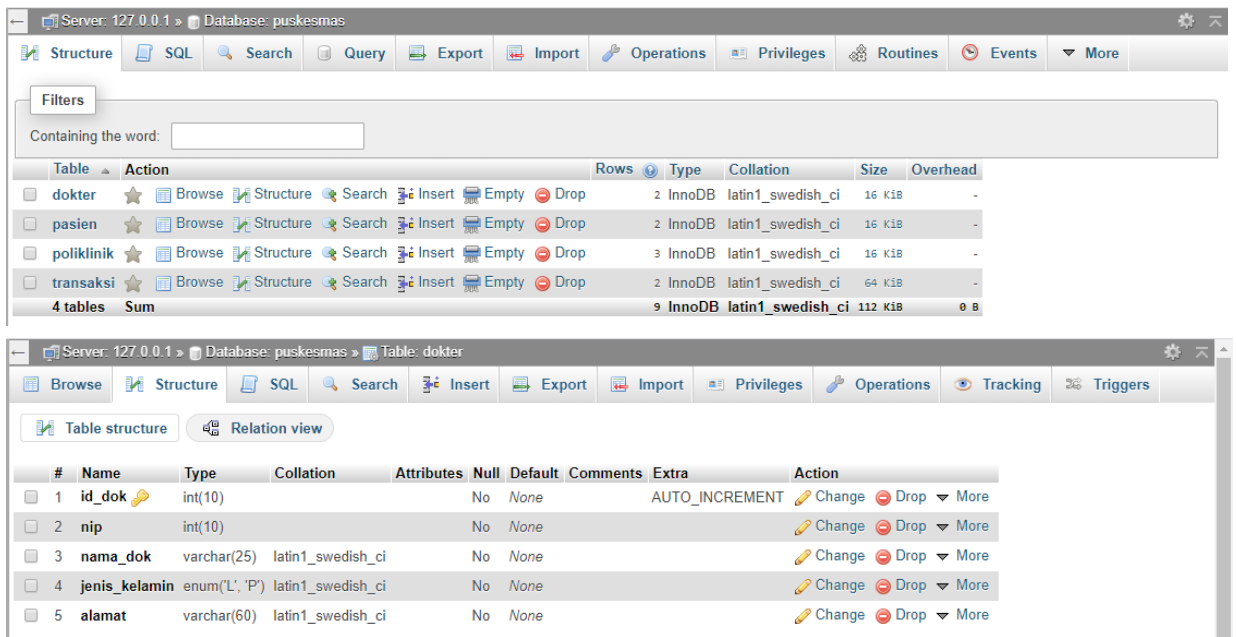 Server: 127.0.0.1 » Database: puskesmas
Structure SQL Search Query Export Import Operations Privileges Routines Events More
Filters
Containing the word:
Table Action Rows Type Collation Size Overhead
dokter Browse Structure Search Insert Empty Drop 2 InnoDB latin1_swedish_ci 16 KiB -
pasien Browse Structure Search Insert Empty Drop 2 InnoDB latin1_swedish_ci 16 KiB -
poliklinik Browse Structure Search Insert Empty Drop 3 InnoDB latin1_swedish_ci 16 KiB -
transaksi Browse Structure Search Insert Empty Drop 2 InnoDB latin1_swedish_ci 64 KiB -
4 tables Sum 9 InnoDB latin1_swedish_ci 112 KiB 0 B
Server: 127.0.0.1 » Database: puskesmas » Table: dokter
Browse Structure SQL Search Insert Export Import Privileges Operations Tracking Triggers
Table structure Relation view
# Name Type Collation Attributes Null Default Comments Extra Action
1 id_dok int(10) No None AUTO_INCREMENT Change Drop More
2 nip int(10) No None Change Drop More
3 nama_dok varchar(25) latin1_swedish_ci No None Change Drop More
4 jenis_kelamin enum('L', 'P') latin1_swedish_ci No None Change Drop More
5 alamat varchar(60) latin1_swedish_ci No None Change Drop More